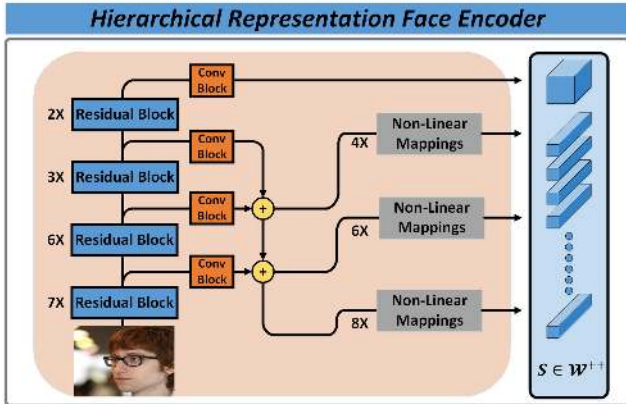 Hierarchical Representation Face Encoder
Conv
Block
2X
Residual Block
Conv
Block
4X
Non-Linear
Mappings
3X
Residual Block
Conv
Block
+
6X
Residual Block
6X
Non-Linear
Mappings
Conv
Block
+
7X
Residual Block
8X
Non-Linear
Mappings
S ∈ W++